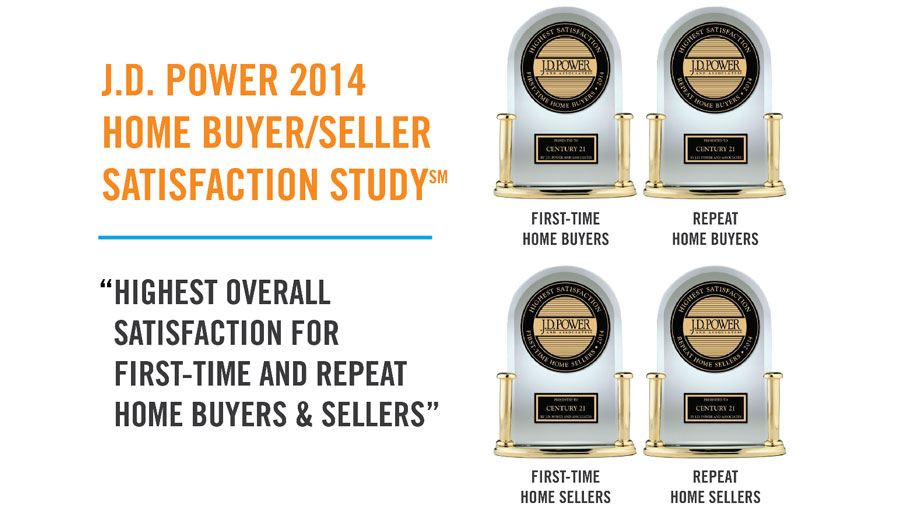 J.D. POWER 2014
HOME BUYER/SELLER
SATISFACTION STUDY℠
“HIGHEST OVERALL
SATISFACTION FOR
FIRST-TIME AND REPEAT
HOME BUYERS & SELLERS”
HIGHEST SATISFACTION
J.D.POWER
AND ASSOCIATES
FIRST-TIME HOME BUYERS • 2014
PRESENTED TO
CENTURY 21
BY J.D. POWER AND ASSOCIATES
FIRST-TIME
HOME BUYERS
HIGHEST SATISFACTION
J.D.POWER
AND ASSOCIATES
REPEAT HOME BUYERS • 2014
PRESENTED TO
CENTURY 21
BY J.D. POWER AND ASSOCIATES
REPEAT
HOME BUYERS
HIGHEST SATISFACTION
J.D.POWER
AND ASSOCIATES
FIRST-TIME HOME SELLERS • 2014
PRESENTED TO
CENTURY 21
BY J.D. POWER AND ASSOCIATES
FIRST-TIME
HOME SELLERS
HIGHEST SATISFACTION
J.D.POWER
AND ASSOCIATES
REPEAT HOME SELLERS • 2014
PRESENTED TO
CENTURY 21
BY J.D. POWER AND ASSOCIATES
REPEAT
HOME SELLERS